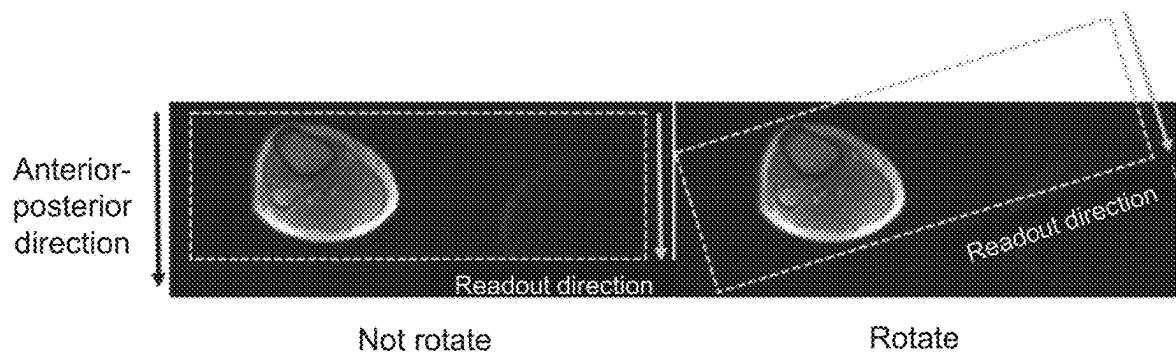 Anterior-
posterior
direction
Readout direction
Readout direction
Not rotate
Rotate